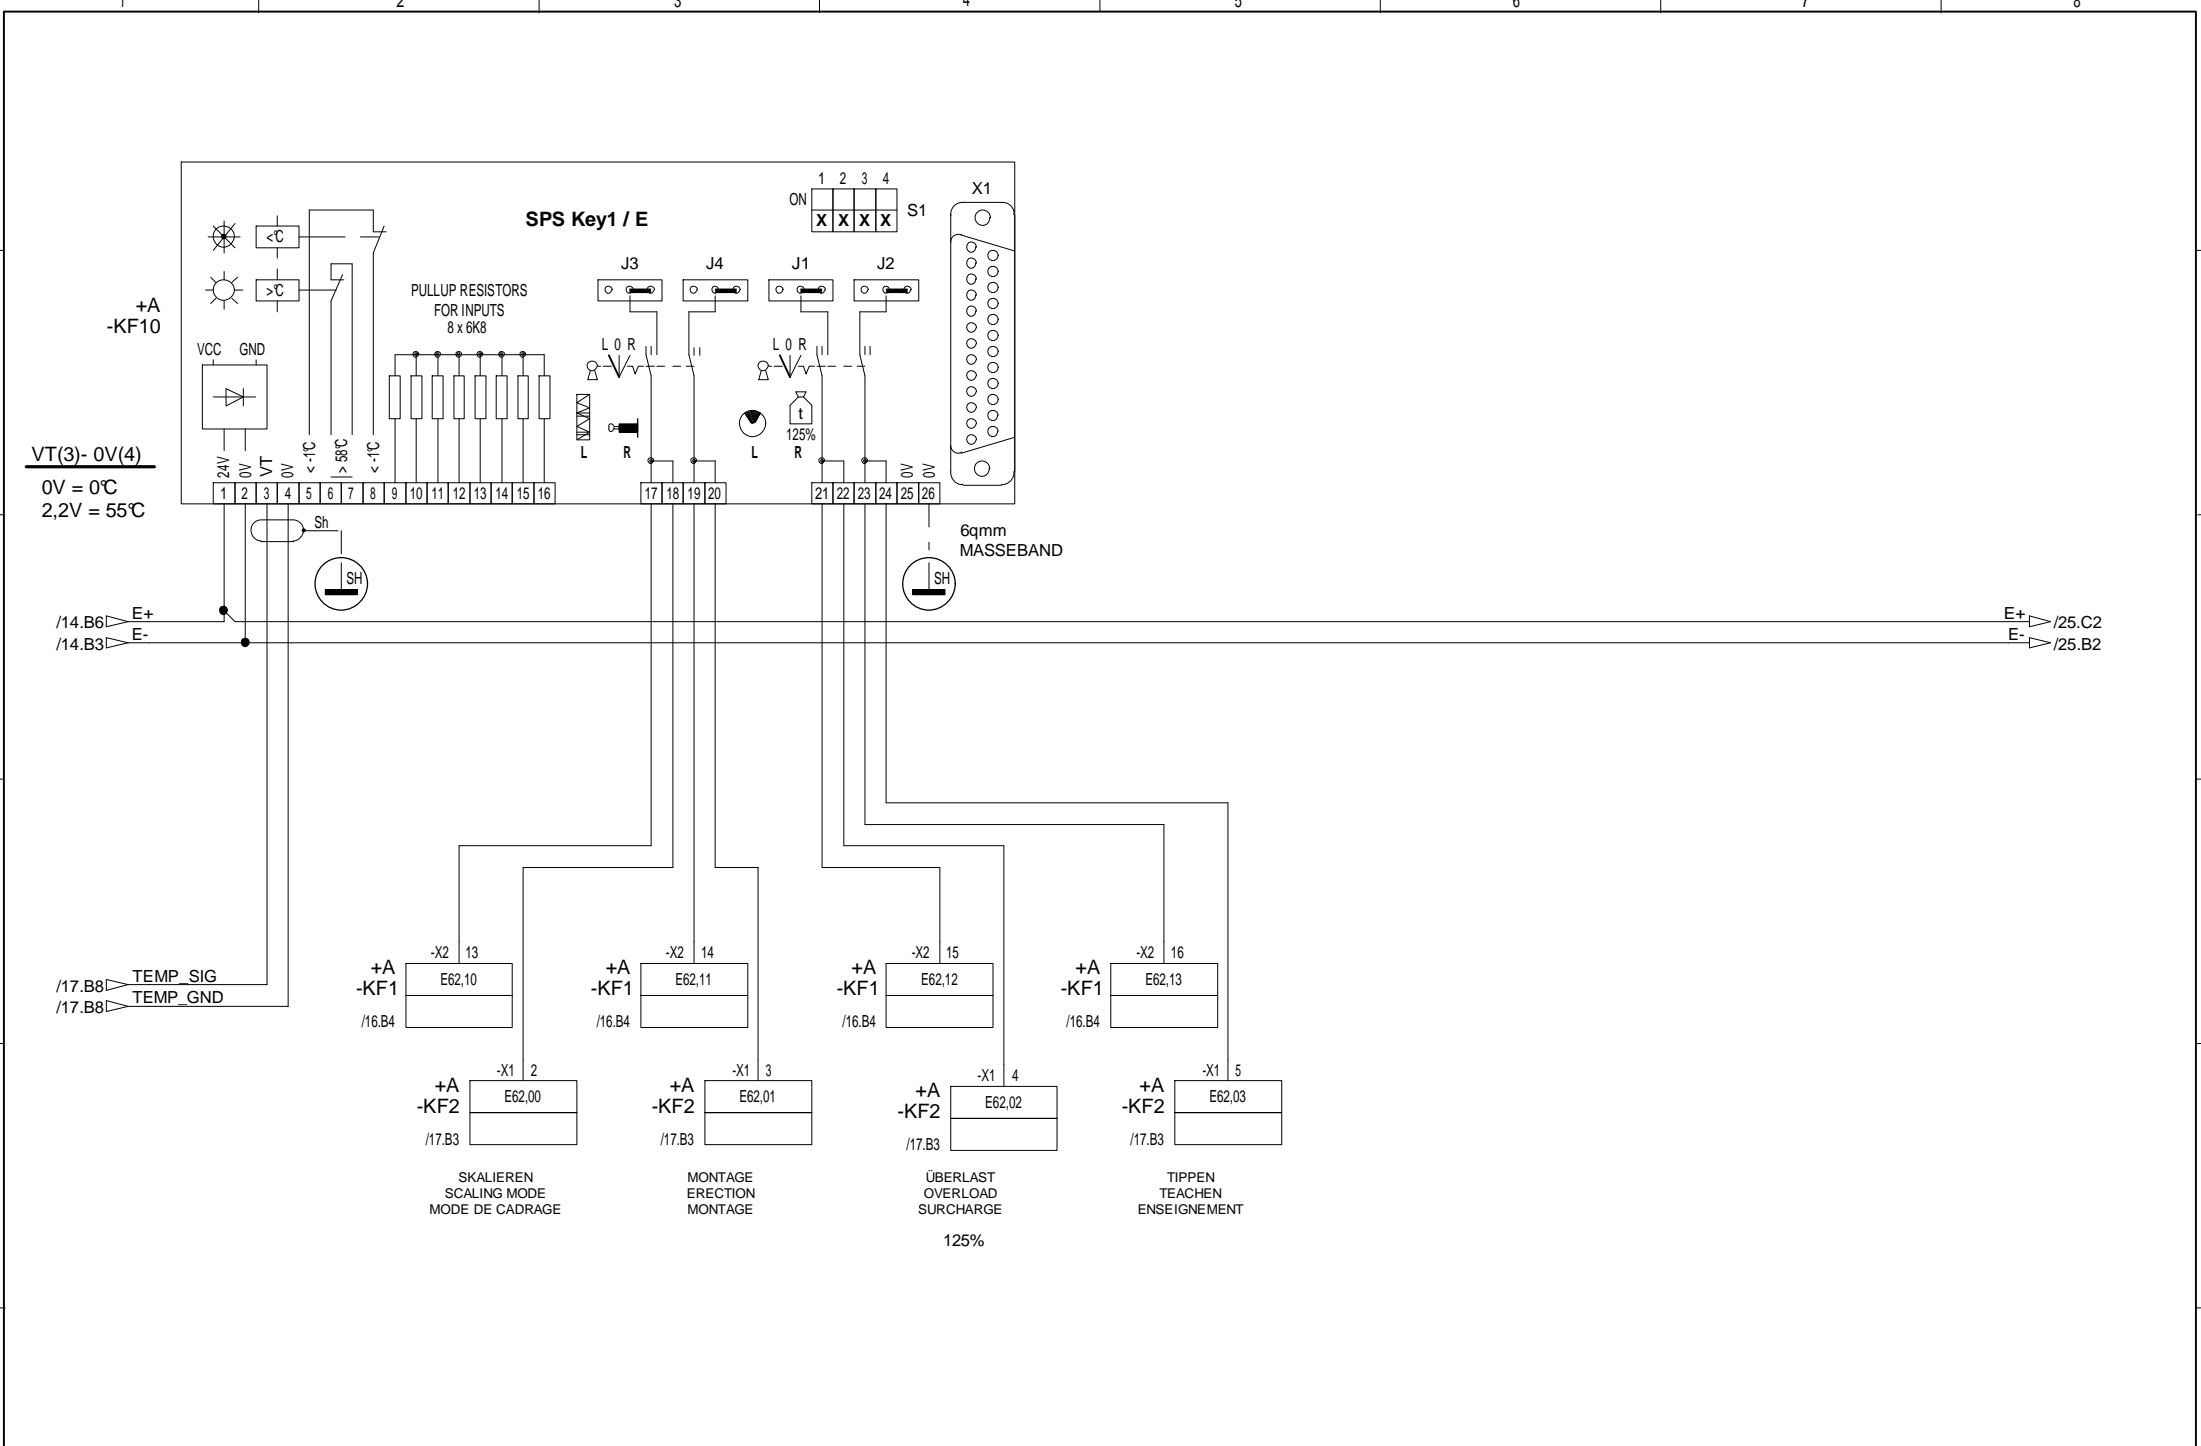 1 2 3 4 5 6 7 8
1 2 3 4
ON
X X X X
S1
X1
SPS Key1 / E
<°C
>°C
J3 J4 J1 J2
+A
-KF10
PULLUP RESISTORS
FOR INPUTS
8 x 6K8
VCC GND
L 0 R
L 0 R
t
125%
L R
L R
VT(3)- 0V(4)
0V = 0°C
2,2V = 55°C
24V 0V VT 0V < -1°C > 58°C < -1°C
0V 0V
1 2 3 4 5 6 7 8 9 10 11 12 13 14 15 16
17 18 19 20
21 22 23 24 25 26
Sh
SH
6qmm
MASSEBAND
SH
/14.B6 E+
/14.B3 E-
E+ /25.C2
E- /25.B2
/17.B8 TEMP_SIG
/17.B8 TEMP_GND
-X2 13
+A
-KF1
E62,10
/16.B4
-X2 14
+A
-KF1
E62,11
/16.B4
-X2 15
+A
-KF1
E62,12
/16.B4
-X2 16
+A
-KF1
E62,13
/16.B4
-X1 2
+A
-KF2
E62,00
/17.B3
-X1 3
+A
-KF2
E62,01
/17.B3
-X1 4
+A
-KF2
E62,02
/17.B3
-X1 5
+A
-KF2
E62,03
/17.B3
SKALIEREN
SCALING MODE
MODE DE CADRAGE
MONTAGE
ERECTION
MONTAGE
ÜBERLAST
OVERLOAD
SURCHARGE
125%
TIPPEN
TEACHEN
ENSEIGNEMENT